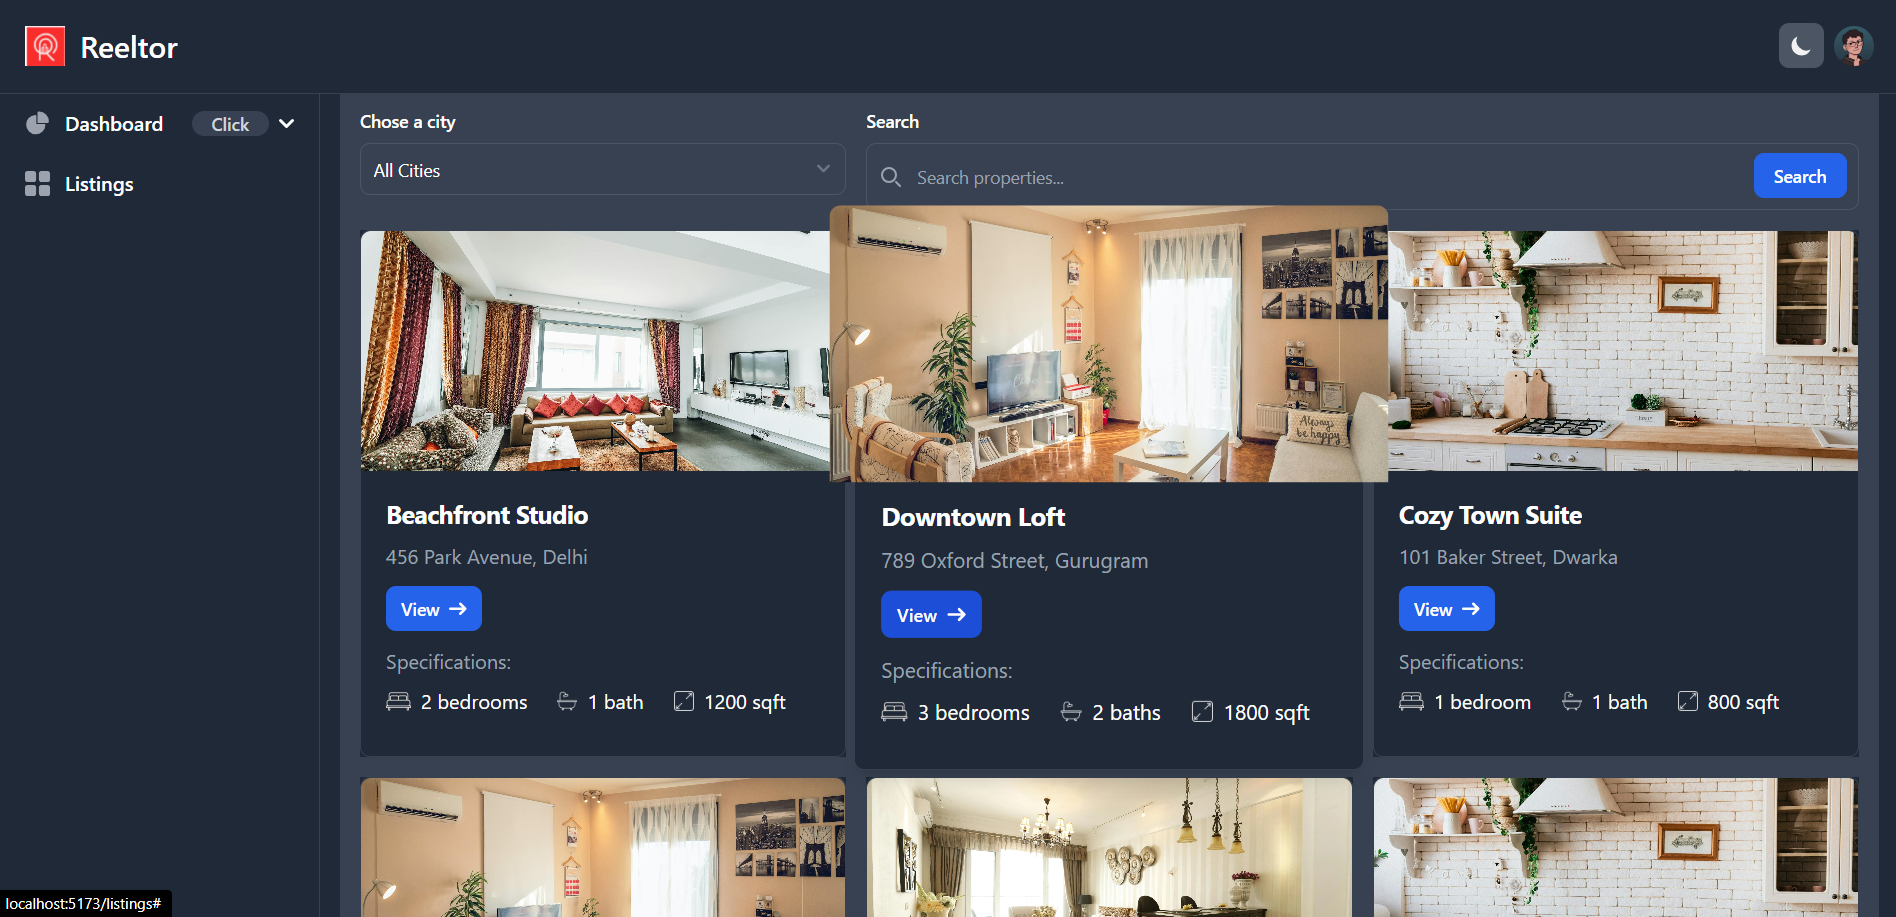 Reeltor
Dashboard Click
Listings
Chose a city
All Cities
Search
Search properties...
Search
Always
be happy
Beachfront Studio
456 Park Avenue, Delhi
View
Specifications:
2 bedrooms 1 bath 1200 sqft
Downtown Loft
789 Oxford Street, Gurugram
View
Specifications:
3 bedrooms 2 baths 1800 sqft
Cozy Town Suite
101 Baker Street, Dwarka
View
Specifications:
1 bedroom 1 bath 800 sqft
localhost:5173/listings#